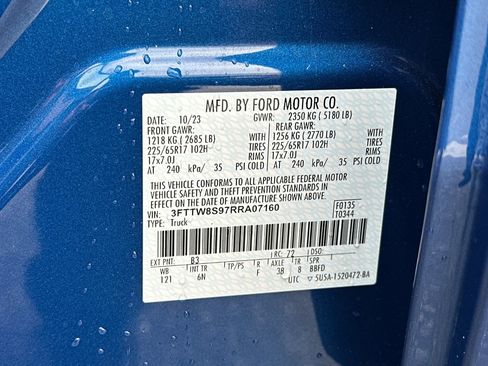 MFD. BY FORD MOTOR CO.
DATE: 10/23 GVWR: 2350 KG ( 5180 LB)
FRONT GAWR: REAR GAWR:
1218 KG ( 2685 LB) WITH 1256 KG ( 2770 LB) WITH
225/65R17 102H TIRES 225/65R17 102H TIRES
17x7.0J RIMS 17x7.0J RIMS
AT 240 kPa/ 35 PSI COLD AT 240 kPa/ 35 PSI COLD
THIS VEHICLE CONFORMS TO ALL APPLICABLE FEDERAL MOTOR
VEHICLE SAFETY AND THEFT PREVENTION STANDARDS IN
EFFECT ON THE DATE OF MANUFACTURE SHOWN ABOVE.
VIN: 3FTTW8S97RRA07160 F0135
TYPE: Truck T0344
EXT PNT: B3 RC: 72 DSO:
WB INT TR TP/PS R AXLE TR SPR
121 6N F 38 8 BBFD
UTC 5U5A-1520472-BA